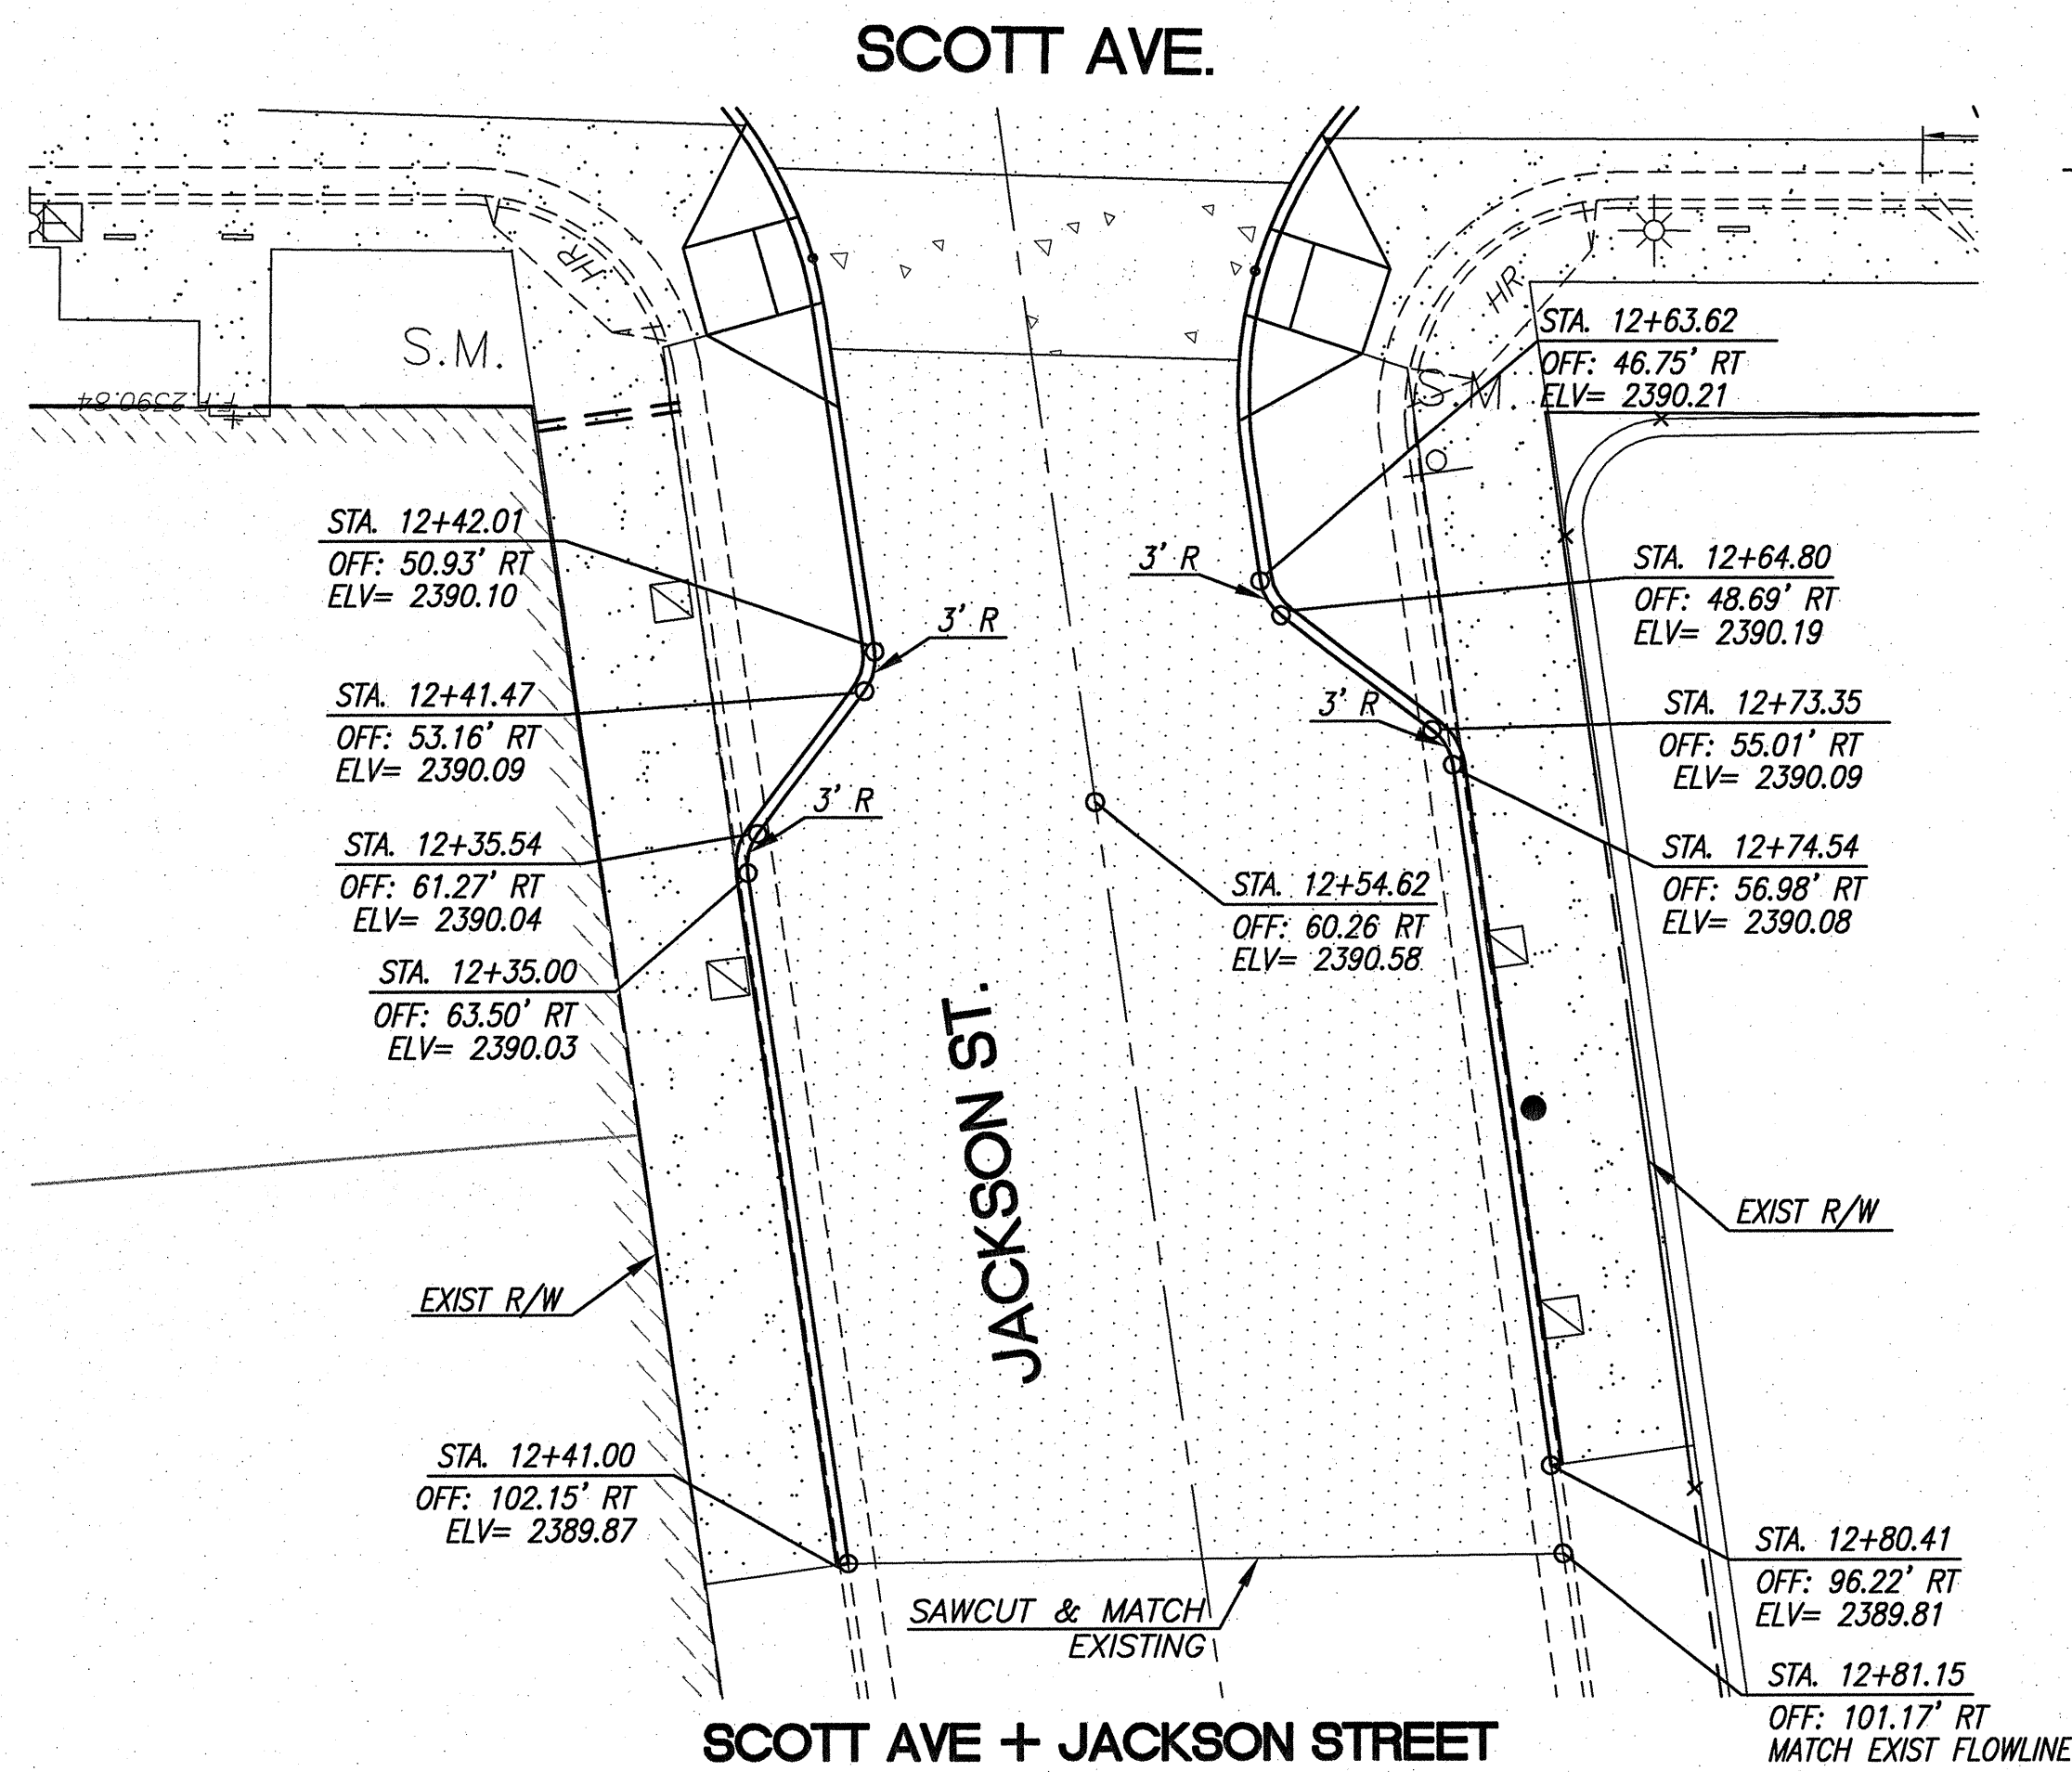 SCOTT AVE.
HR
HR
S.M.
S.M.
F.F. 2390.84
STA. 12+63.62
OFF: 46.75' RT
ELV= 2390.21
STA. 12+42.01
OFF: 50.93' RT
ELV= 2390.10
3' R
3' R
STA. 12+64.80
OFF: 48.69' RT
ELV= 2390.19
STA. 12+41.47
OFF: 53.16' RT
ELV= 2390.09
3' R
STA. 12+73.35
OFF: 55.01' RT
ELV= 2390.09
3' R
STA. 12+35.54
OFF: 61.27' RT
ELV= 2390.04
STA. 12+54.62
OFF: 60.26 RT
ELV= 2390.58
STA. 12+74.54
OFF: 56.98' RT
ELV= 2390.08
STA. 12+35.00
OFF: 63.50' RT
ELV= 2390.03
JACKSON ST.
EXIST R/W
EXIST R/W
STA. 12+41.00
OFF: 102.15' RT
ELV= 2389.87
SAWCUT & MATCH
EXISTING
STA. 12+80.41
OFF: 96.22' RT
ELV= 2389.81
STA. 12+81.15
OFF: 101.17' RT
MATCH EXIST FLOWLINE
SCOTT AVE + JACKSON STREET